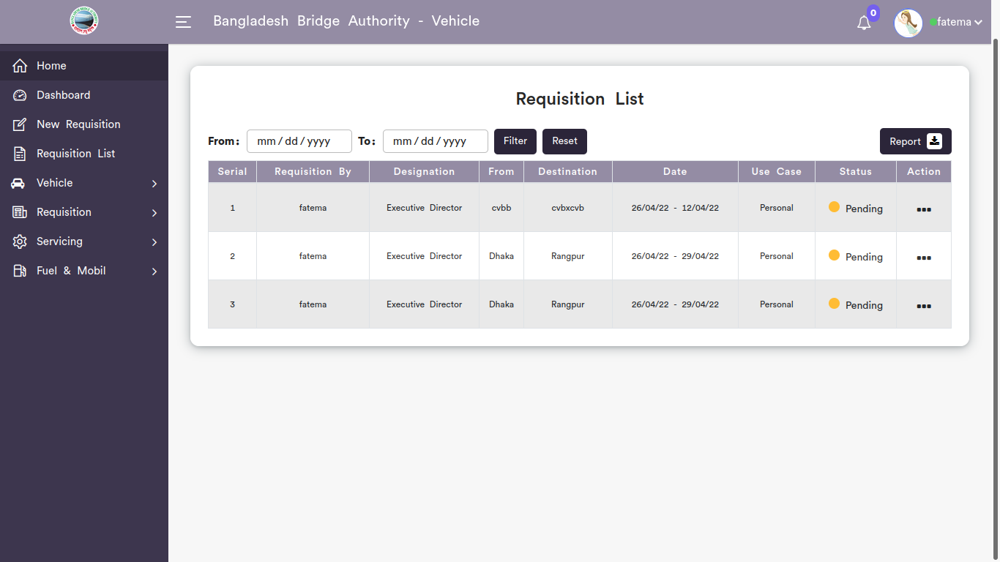 Bangladesh Bridge Authority - Vehicle
0
fatema
Home
Dashboard
New Requisition
Requisition List
Vehicle
Requisition
Servicing
Fuel & Mobil
Requisition List
From: mm/dd/yyyy To: mm/dd/yyyy Filter Reset Report
Serial Requisition By Designation From Destination Date Use Case Status Action
1 fatema Executive Director cvbb cvbxcvb 26/04/22 - 12/04/22 Personal Pending
2 fatema Executive Director Dhaka Rangpur 26/04/22 - 29/04/22 Personal Pending
3 fatema Executive Director Dhaka Rangpur 26/04/22 - 29/04/22 Personal Pending